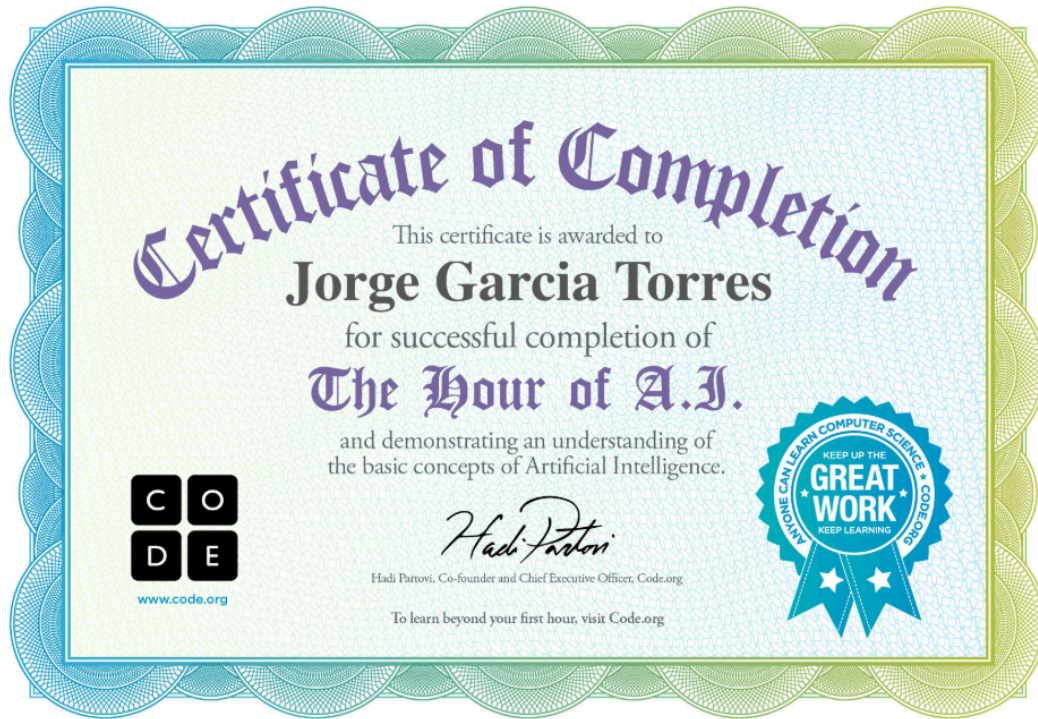 Certificate of Completion
This certificate is awarded to
Jorge Garcia Torres
for successful completion of
The Hour of A.I.
and demonstrating an understanding of
the basic concepts of Artificial Intelligence.
C O
D E
www.code.org
Hadi Partovi
Hadi Partovi, Co-founder and Chief Executive Officer, Code.org
To learn beyond your first hour, visit Code.org
ANYONE CAN LEARN COMPUTER SCIENCE • CODE.ORG
KEEP UP THE
GREAT
WORK
KEEP LEARNING